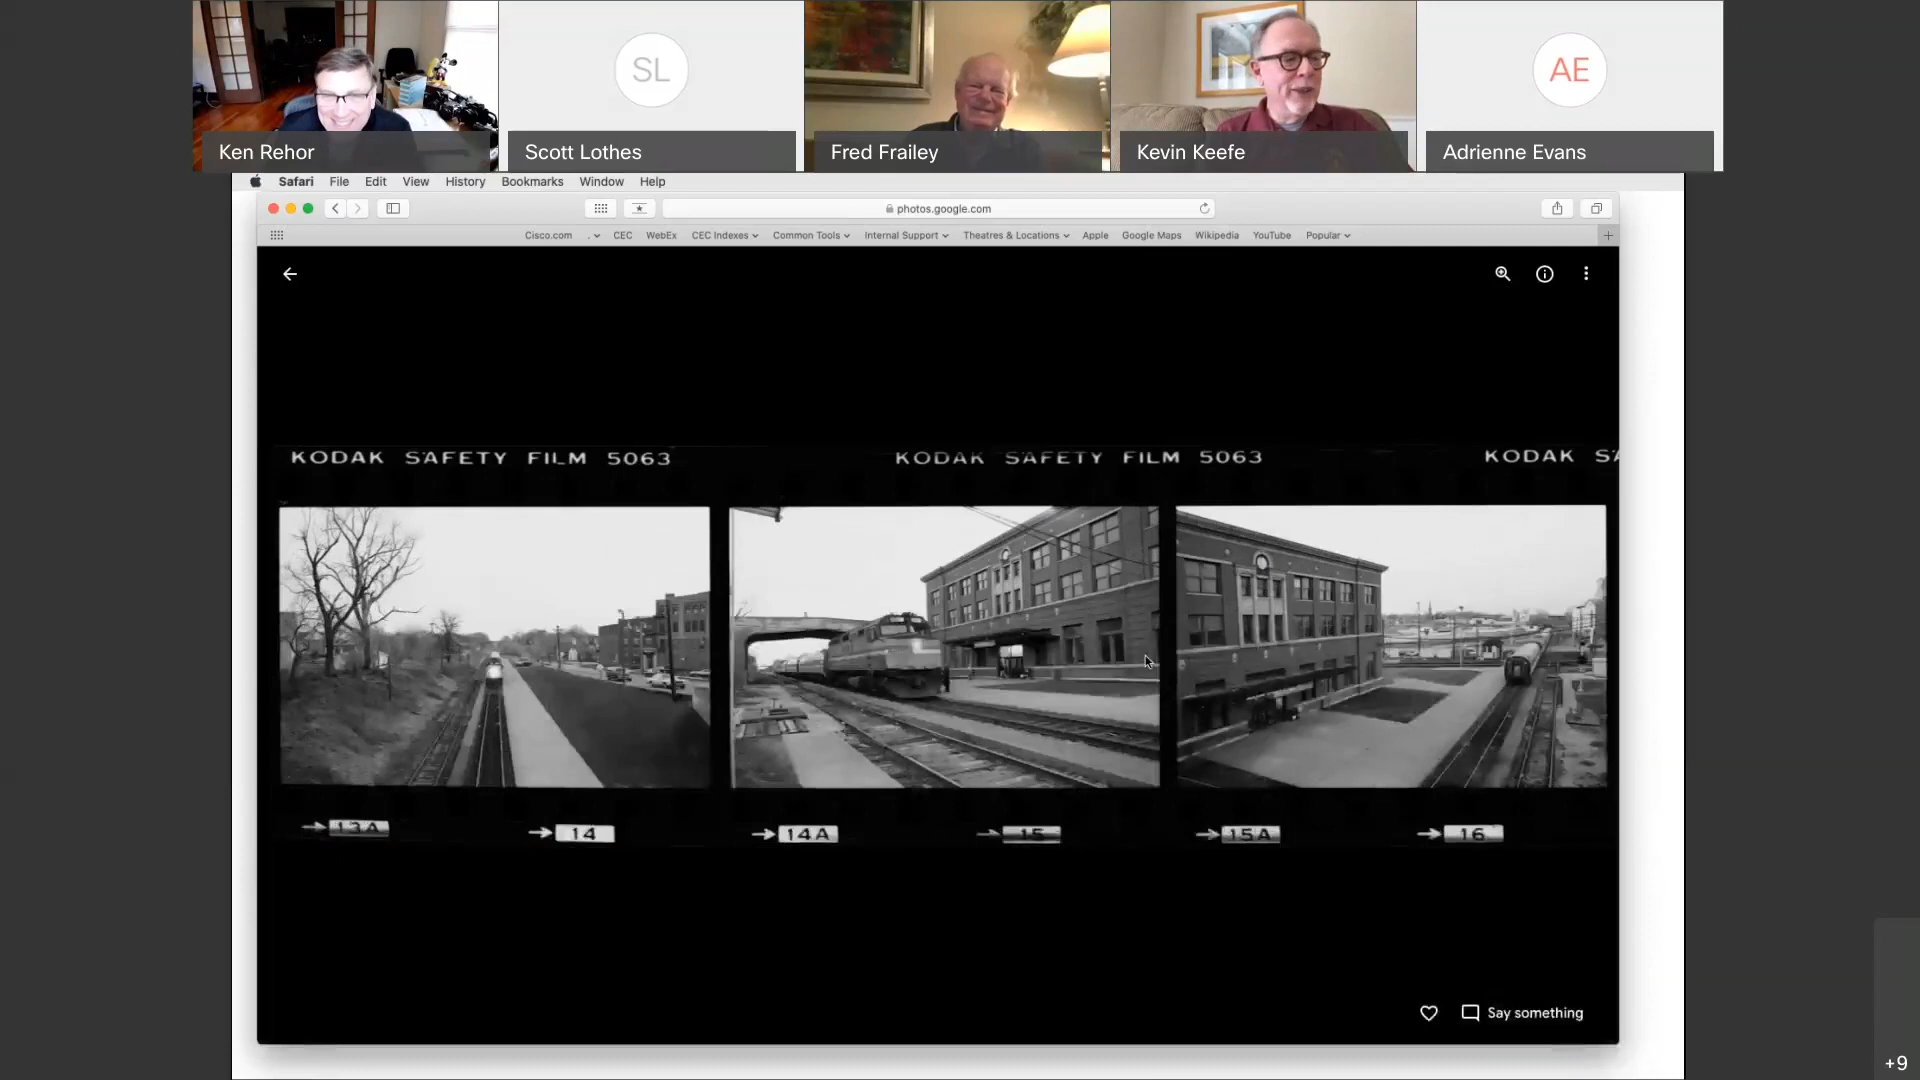 SL
AE
Ken Rehor
Scott Lothes
Fred Frailey
Kevin Keefe
Adrienne Evans
Safari File Edit View History Bookmarks Window Help
photos.google.com
Cisco.com . CEC WebEx CEC Indexes Common Tools Internal Support Theatres & Locations Apple Google Maps Wikipedia YouTube Popular
KODAK SAFETY FILM 5063 KODAK SAFETY FILM 5063 KODAK SA
13A 14 14A 15 15A 16
Say something
+9